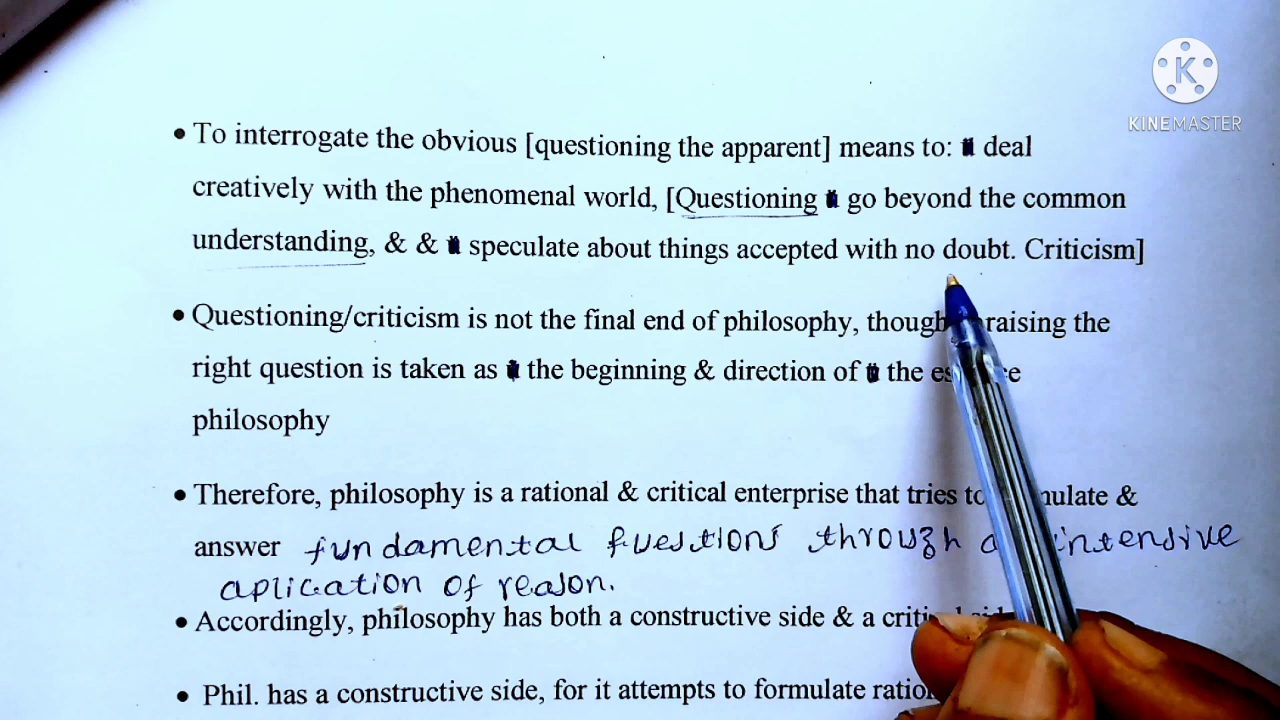 • To interrogate the obvious [questioning the apparent] means to: deal
creatively with the phenomenal world, [Questioning go beyond the common
understanding, & & speculate about things accepted with no doubt. Criticism]
• Questioning/criticism is not the final end of philosophy, though raising the
right question is taken as the beginning & direction of the
philosophy
• Therefore, philosophy is a rational & critical enterprise that tries to
answer fundamental fuestions through intensive
aplication of reason.
• Accordingly, philosophy has both a constructive side & a
• Phil. has a constructive side, for it attempts to formulate
KINEMASTER